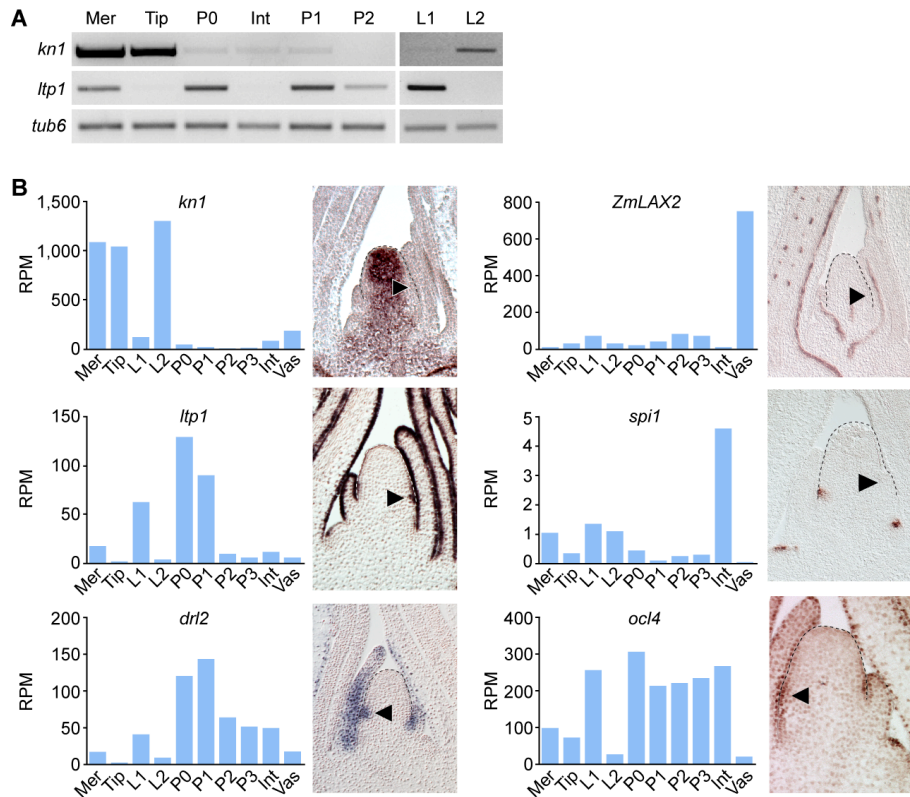 A
Mer Tip P0 Int P1 P2 L1 L2
kn1
ltp1
tub6
B
kn1
RPM
1,500
1,000
500
0
Mer Tip L1 L2 P0 P1 P2 P3 Int Vas
ZmLAX2
RPM
800
600
400
200
0
Mer Tip L1 L2 P0 P1 P2 P3 Int Vas
ltp1
RPM
150
100
50
0
Mer Tip L1 L2 P0 P1 P2 P3 Int Vas
spi1
RPM
5
4
3
2
1
0
Mer Tip L1 L2 P0 P1 P2 P3 Int Vas
drl2
RPM
200
150
100
50
0
Mer Tip L1 L2 P0 P1 P2 P3 Int Vas
ocl4
RPM
400
300
200
100
0
Mer Tip L1 L2 P0 P1 P2 P3 Int Vas